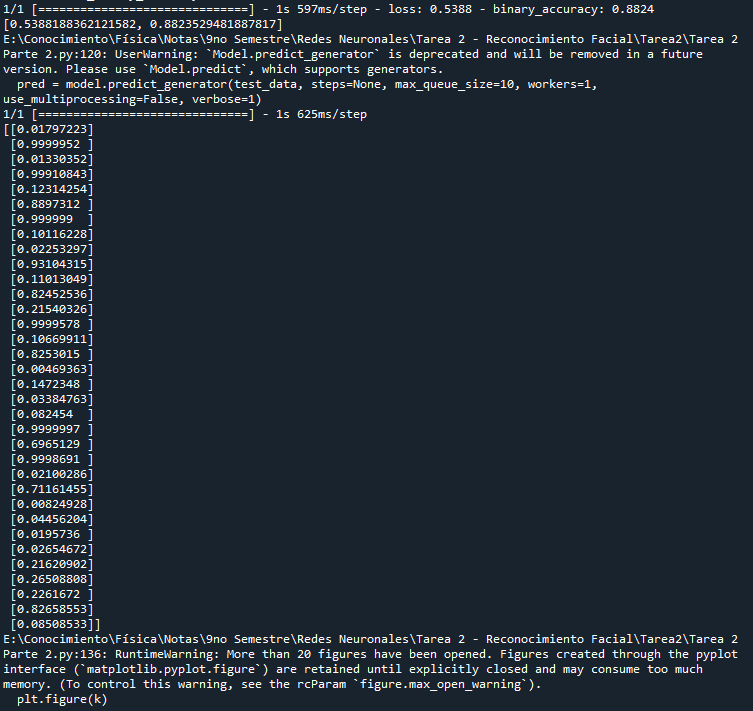 1/1 [==============================] - 1s 597ms/step - loss: 0.5388 - binary_accuracy: 0.8824
[0.5388188362121582, 0.8823529481887817]
E:\Conocimiento\Física\Notas\9no Semestre\Redes Neuronales\Tarea 2 - Reconocimiento Facial\Tarea2\Tarea 2
Parte 2.py:120: UserWarning: `Model.predict_generator` is deprecated and will be removed in a future
version. Please use `Model.predict`, which supports generators.
  pred = model.predict_generator(test_data, steps=None, max_queue_size=10, workers=1,
use_multiprocessing=False, verbose=1)
1/1 [==============================] - 1s 625ms/step
[[0.01797223]
 [0.9999952 ]
 [0.01330352]
 [0.99910843]
 [0.12314254]
 [0.8897312 ]
 [0.999999  ]
 [0.10116228]
 [0.02253297]
 [0.93104315]
 [0.11013049]
 [0.82452536]
 [0.21540326]
 [0.9999578 ]
 [0.10669911]
 [0.8253015 ]
 [0.00469363]
 [0.1472348 ]
 [0.03384763]
 [0.082454  ]
 [0.9999997 ]
 [0.6965129 ]
 [0.9998691 ]
 [0.02100286]
 [0.71161455]
 [0.00824928]
 [0.04456204]
 [0.0195736 ]
 [0.02654672]
 [0.21620902]
 [0.26508808]
 [0.2261672 ]
 [0.82658553]
 [0.08508533]]
E:\Conocimiento\Física\Notas\9no Semestre\Redes Neuronales\Tarea 2 - Reconocimiento Facial\Tarea2\Tarea 2
Parte 2.py:136: RuntimeWarning: More than 20 figures have been opened. Figures created through the pyplot
interface (`matplotlib.pyplot.figure`) are retained until explicitly closed and may consume too much
memory. (To control this warning, see the rcParam `figure.max_open_warning`).
  plt.figure(k)